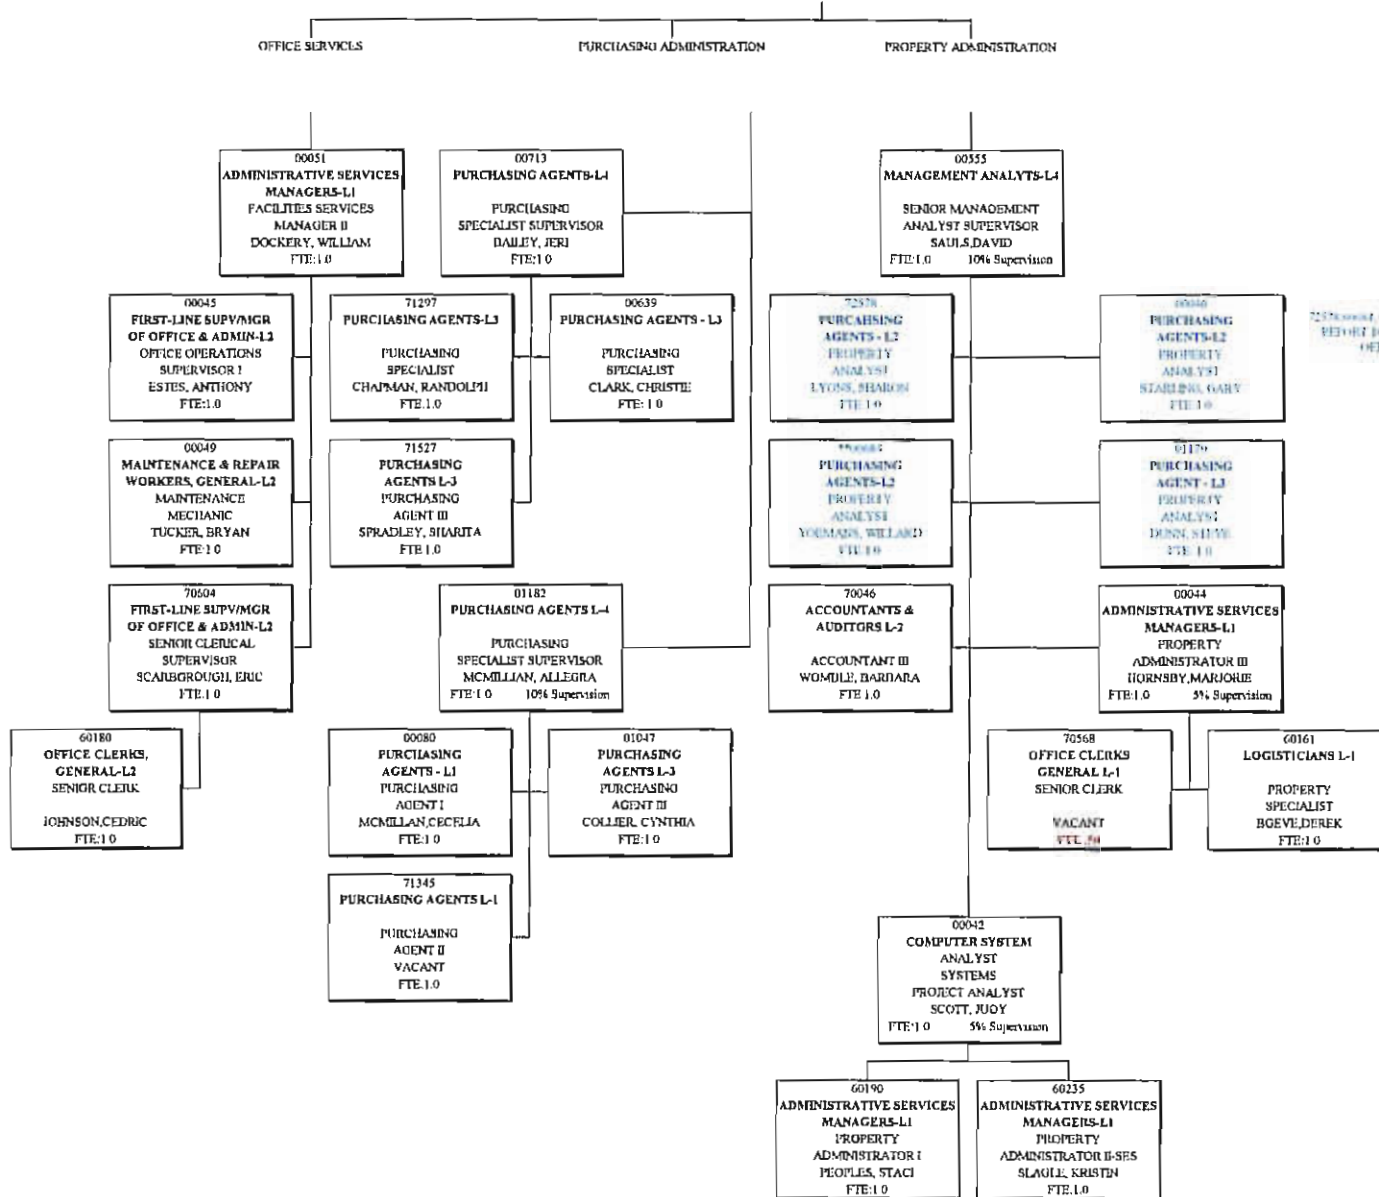 OFFICE SERVICES
PURCHASING ADMINISTRATION
PROPERTY ADMINISTRATION
00051
ADMINISTRATIVE SERVICES
MANAGERS-L1
FACILITIES SERVICES
MANAGER II
DOCKERY, WILLIAM
FTE:1.0
00713
PURCHASING AGENTS-L4
PURCHASING
SPECIALIST SUPERVISOR
BAILEY, JERI
FTE:1.0
00555
MANAGEMENT ANALYTS-L4
SENIOR MANAGEMENT
ANALYST SUPERVISOR
SAULS,DAVID
FTE:1.0 10% Supervision
00045
FIRST-LINE SUPV/MGR
OF OFFICE & ADMIN-L2
OFFICE OPERATIONS
SUPERVISOR I
ESTES, ANTHONY
FTE:1.0
71297
PURCHASING AGENTS-L3
PURCHASING
SPECIALIST
CHAPMAN, RANDOLPH
FTE.1.0
00639
PURCHASING AGENTS - L3
PURCHASING
SPECIALIST
CLARK, CHRISTIE
FTE: 1.0
72578
PURCAHSING
AGENTS - L2
PROPERTY
ANALYST
LYONS, SHARON
FTE:1.0
PURCHASING
AGENTS-L2
PROPERTY
ANALYST
STARLING, GARY
FTE:1.0
REPORT
00049
MAINTENANCE & REPAIR
WORKERS, GENERAL-L2
MAINTENANCE
MECHANIC
TUCKER, BRYAN
FTE:1.0
71527
PURCHASING
AGENTS L-3
PURCHASING
AGENT III
SPRADLEY, SHARITA
FTE:1.0
PURCHASING
AGENTS-L2
PROPERTY
ANALYST
YOEMANS, WILLARD
FTE:1.0
01179
PURCHASING
AGENT - L3
PROPERTY
ANALYST
DUNN, STEVE
FTE:1.0
70604
FIRST-LINE SUPV/MGR
OF OFFICE & ADMIN-L2
SENIOR CLERICAL
SUPERVISOR
SCARBOROUGH, ERIC
FTE:1.0
01182
PURCHASING AGENTS L-4
PURCHASING
SPECIALIST SUPERVISOR
MCMILLIAN, ALLEGRA
FTE:1.0 10% Supervision
70046
ACCOUNTANTS &
AUDITORS L-2
ACCOUNTANT III
WOMBLE, BARBARA
FTE 1.0
00044
ADMINISTRATIVE SERVICES
MANAGERS-L1
PROPERTY
ADMINISTRATOR III
HORNSBY,MARJORIE
FTE:1.0 5% Supervision
60180
OFFICE CLERKS,
GENERAL-L2
SENIOR CLERK
JOHNSON,CEDRIC
FTE:1.0
00080
PURCHASING
AGENTS - L1
PURCHASING
AGENT I
MCMILLAN,CECELIA
FTE:1.0
01047
PURCHASING
AGENTS L-3
PURCHASING
AGENT III
COLLIER, CYNTHIA
FTE:1.0
70568
OFFICE CLERKS
GENERAL L-1
SENIOR CLERK
VACANT
FTE
60161
LOGISTICIANS L-1
PROPERTY
SPECIALIST
BOEVE,DEREK
FTE:1.0
71345
PURCHASING AGENTS L-1
PURCHASING
AGENT II
VACANT
FTE.1.0
00042
COMPUTER SYSTEM
ANALYST
SYSTEMS
PROJECT ANALYST
SCOTT, JUDY
FTE:1.0 5% Supervision
60190
ADMINISTRATIVE SERVICES
MANAGERS-L1
PROPERTY
ADMINISTRATOR I
PEOPLES, STACI
FTE:1.0
60235
ADMINISTRATIVE SERVICES
MANAGERS-L1
PROPERTY
ADMINISTRATOR II-SES
SLAGLE, KRISTIN
FTE:1.0